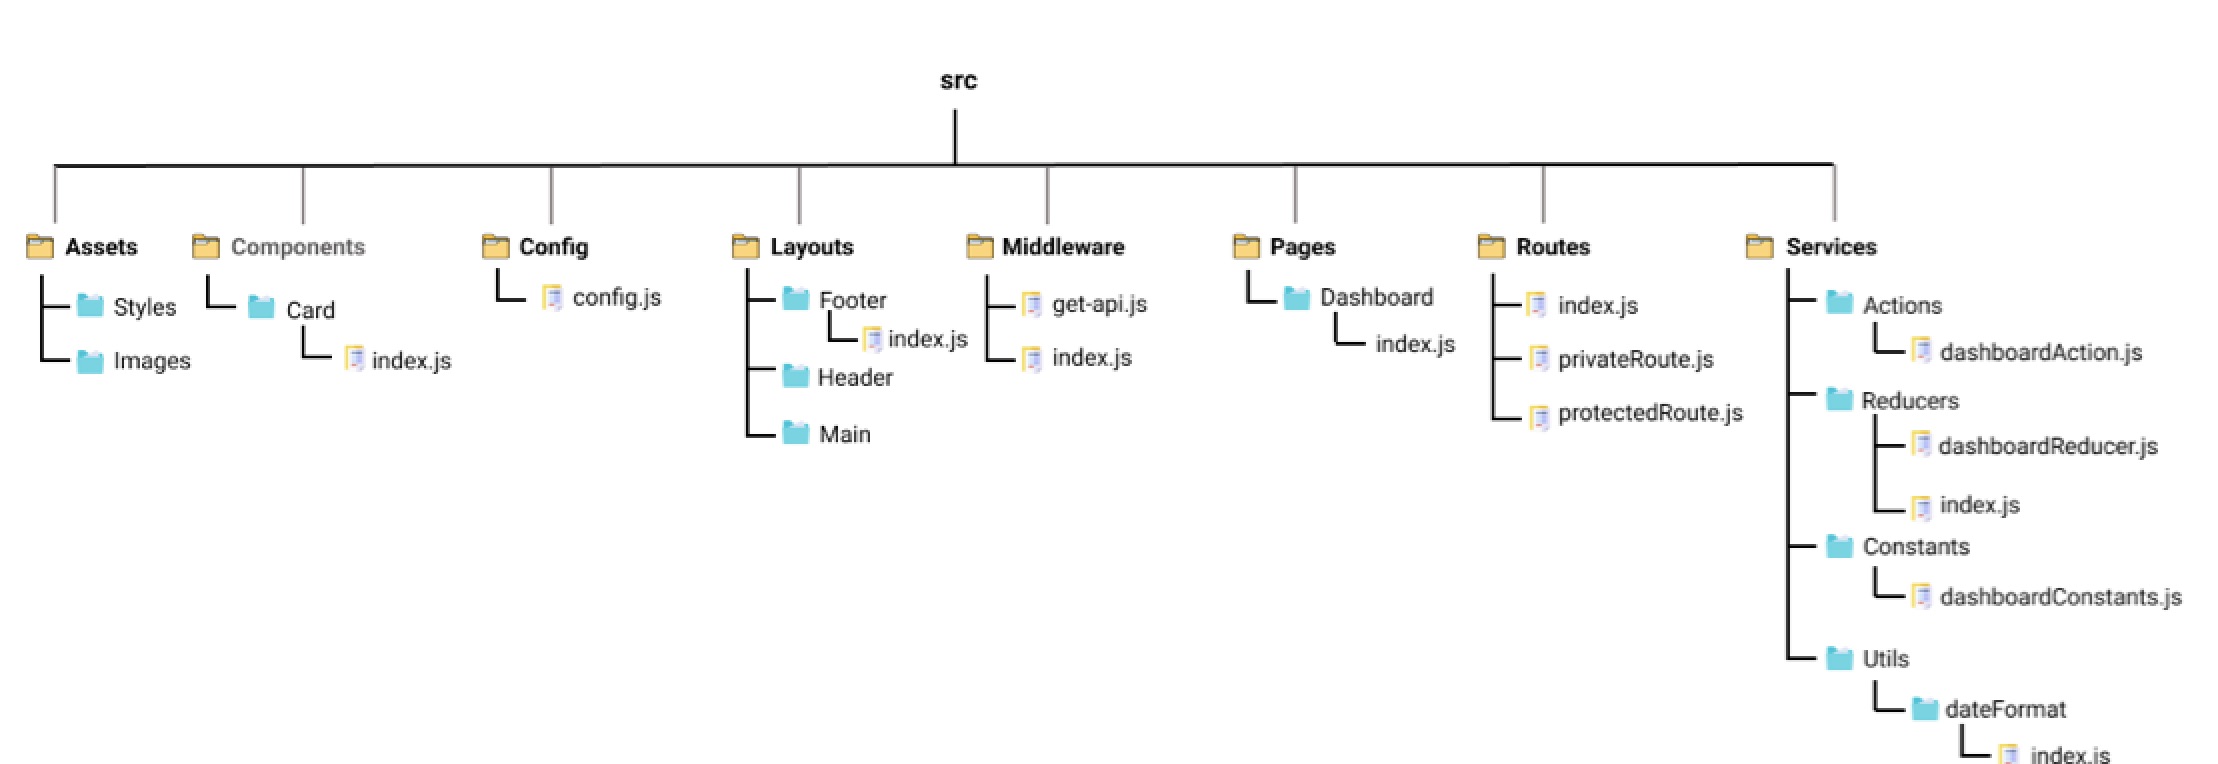 src
Assets
Styles
Images
Components
Card
index.js
Config
config.js
Layouts
Footer
index.js
Header
Main
Middleware
get-api.js
index.js
Pages
Dashboard
index.js
Routes
index.js
privateRoute.js
protectedRoute.js
Services
Actions
dashboardAction.js
Reducers
dashboardReducer.js
index.js
Constants
dashboardConstants.js
Utils
dateFormat
index.js